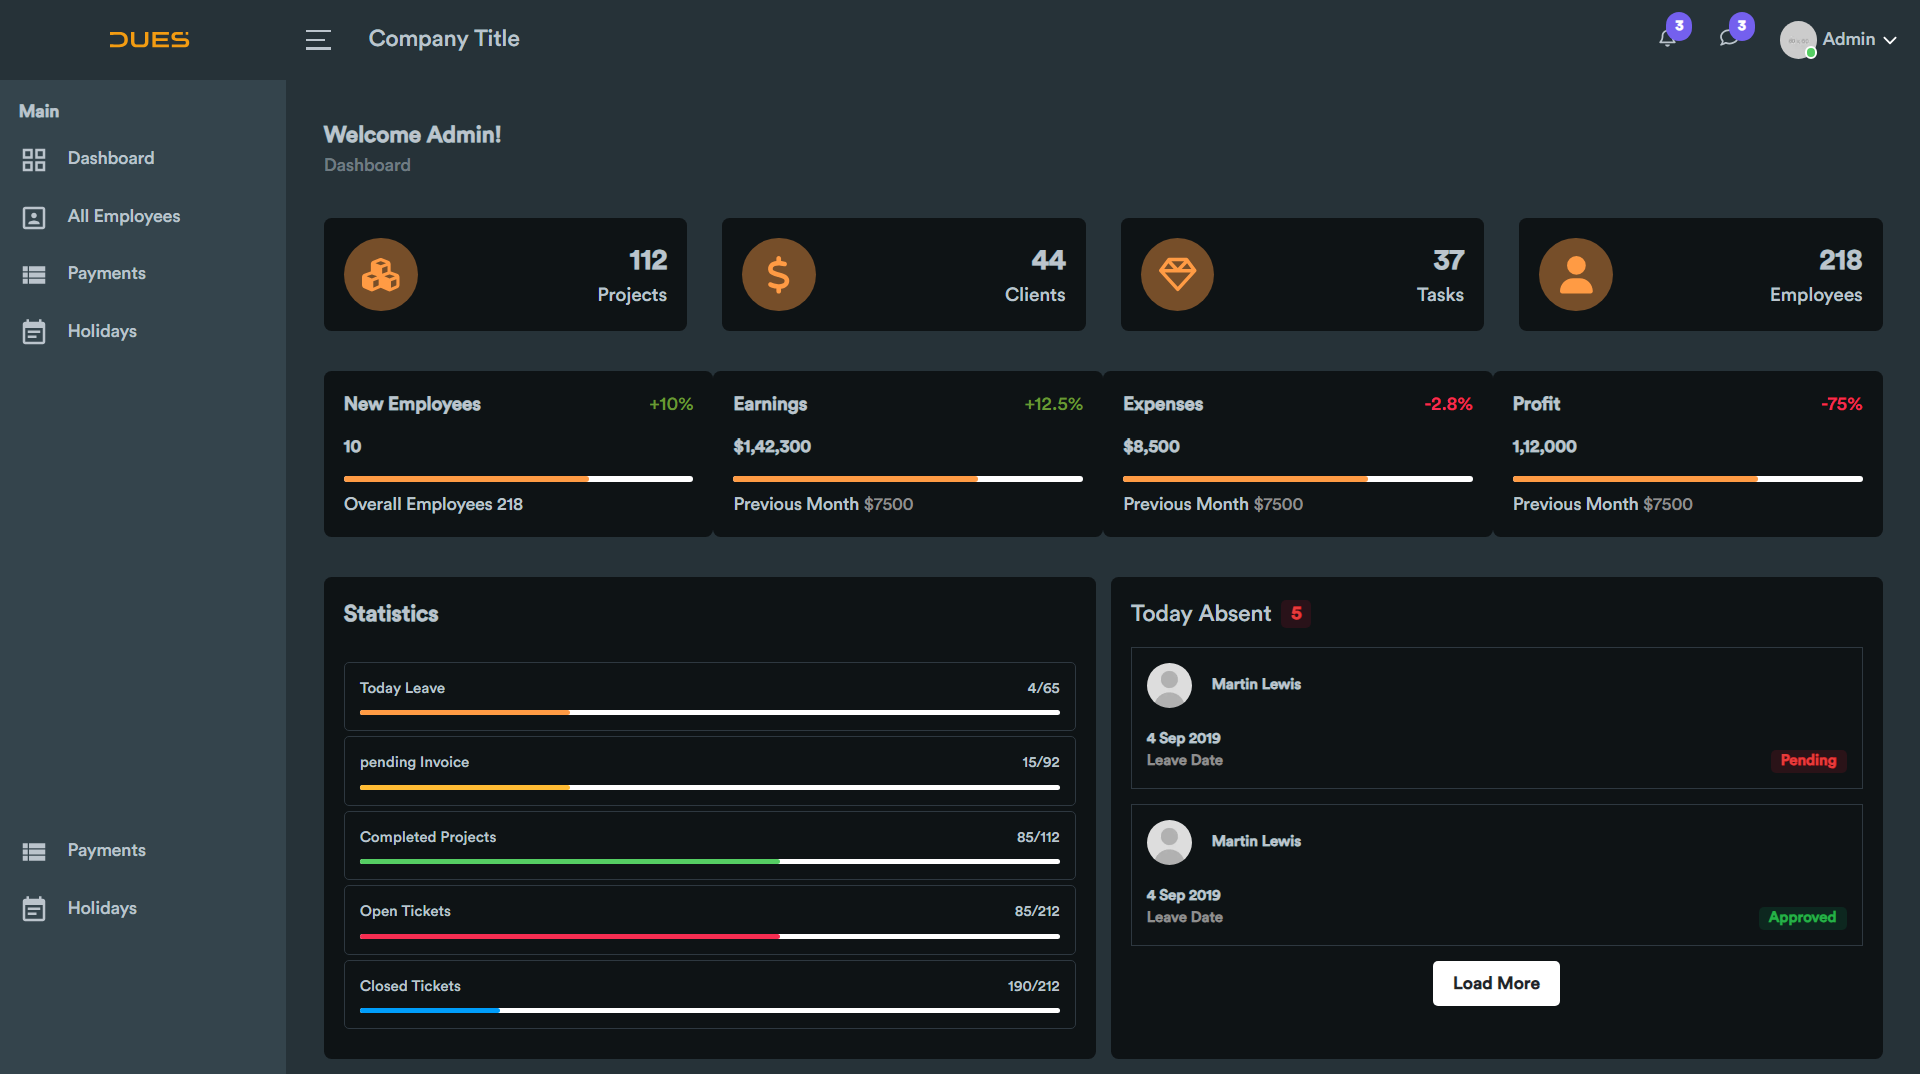 DUES
Company Title
3
3
Admin
Main
Dashboard
All Employees
Payments
Holidays
Payments
Holidays
Welcome Admin!
Dashboard
112
Projects
44
Clients
37
Tasks
218
Employees
New Employees +10%
10
Overall Employees 218
Earnings +12.5%
$1,42,300
Previous Month $7500
Expenses -2.8%
$8,500
Previous Month $7500
Profit -75%
1,12,000
Previous Month $7500
Statistics
Today Leave 4/65
pending Invoice 15/92
Completed Projects 85/112
Open Tickets 85/212
Closed Tickets 190/212
Today Absent 5
Martin Lewis
4 Sep 2019
Leave Date
Pending
Martin Lewis
4 Sep 2019
Leave Date
Approved
Load More